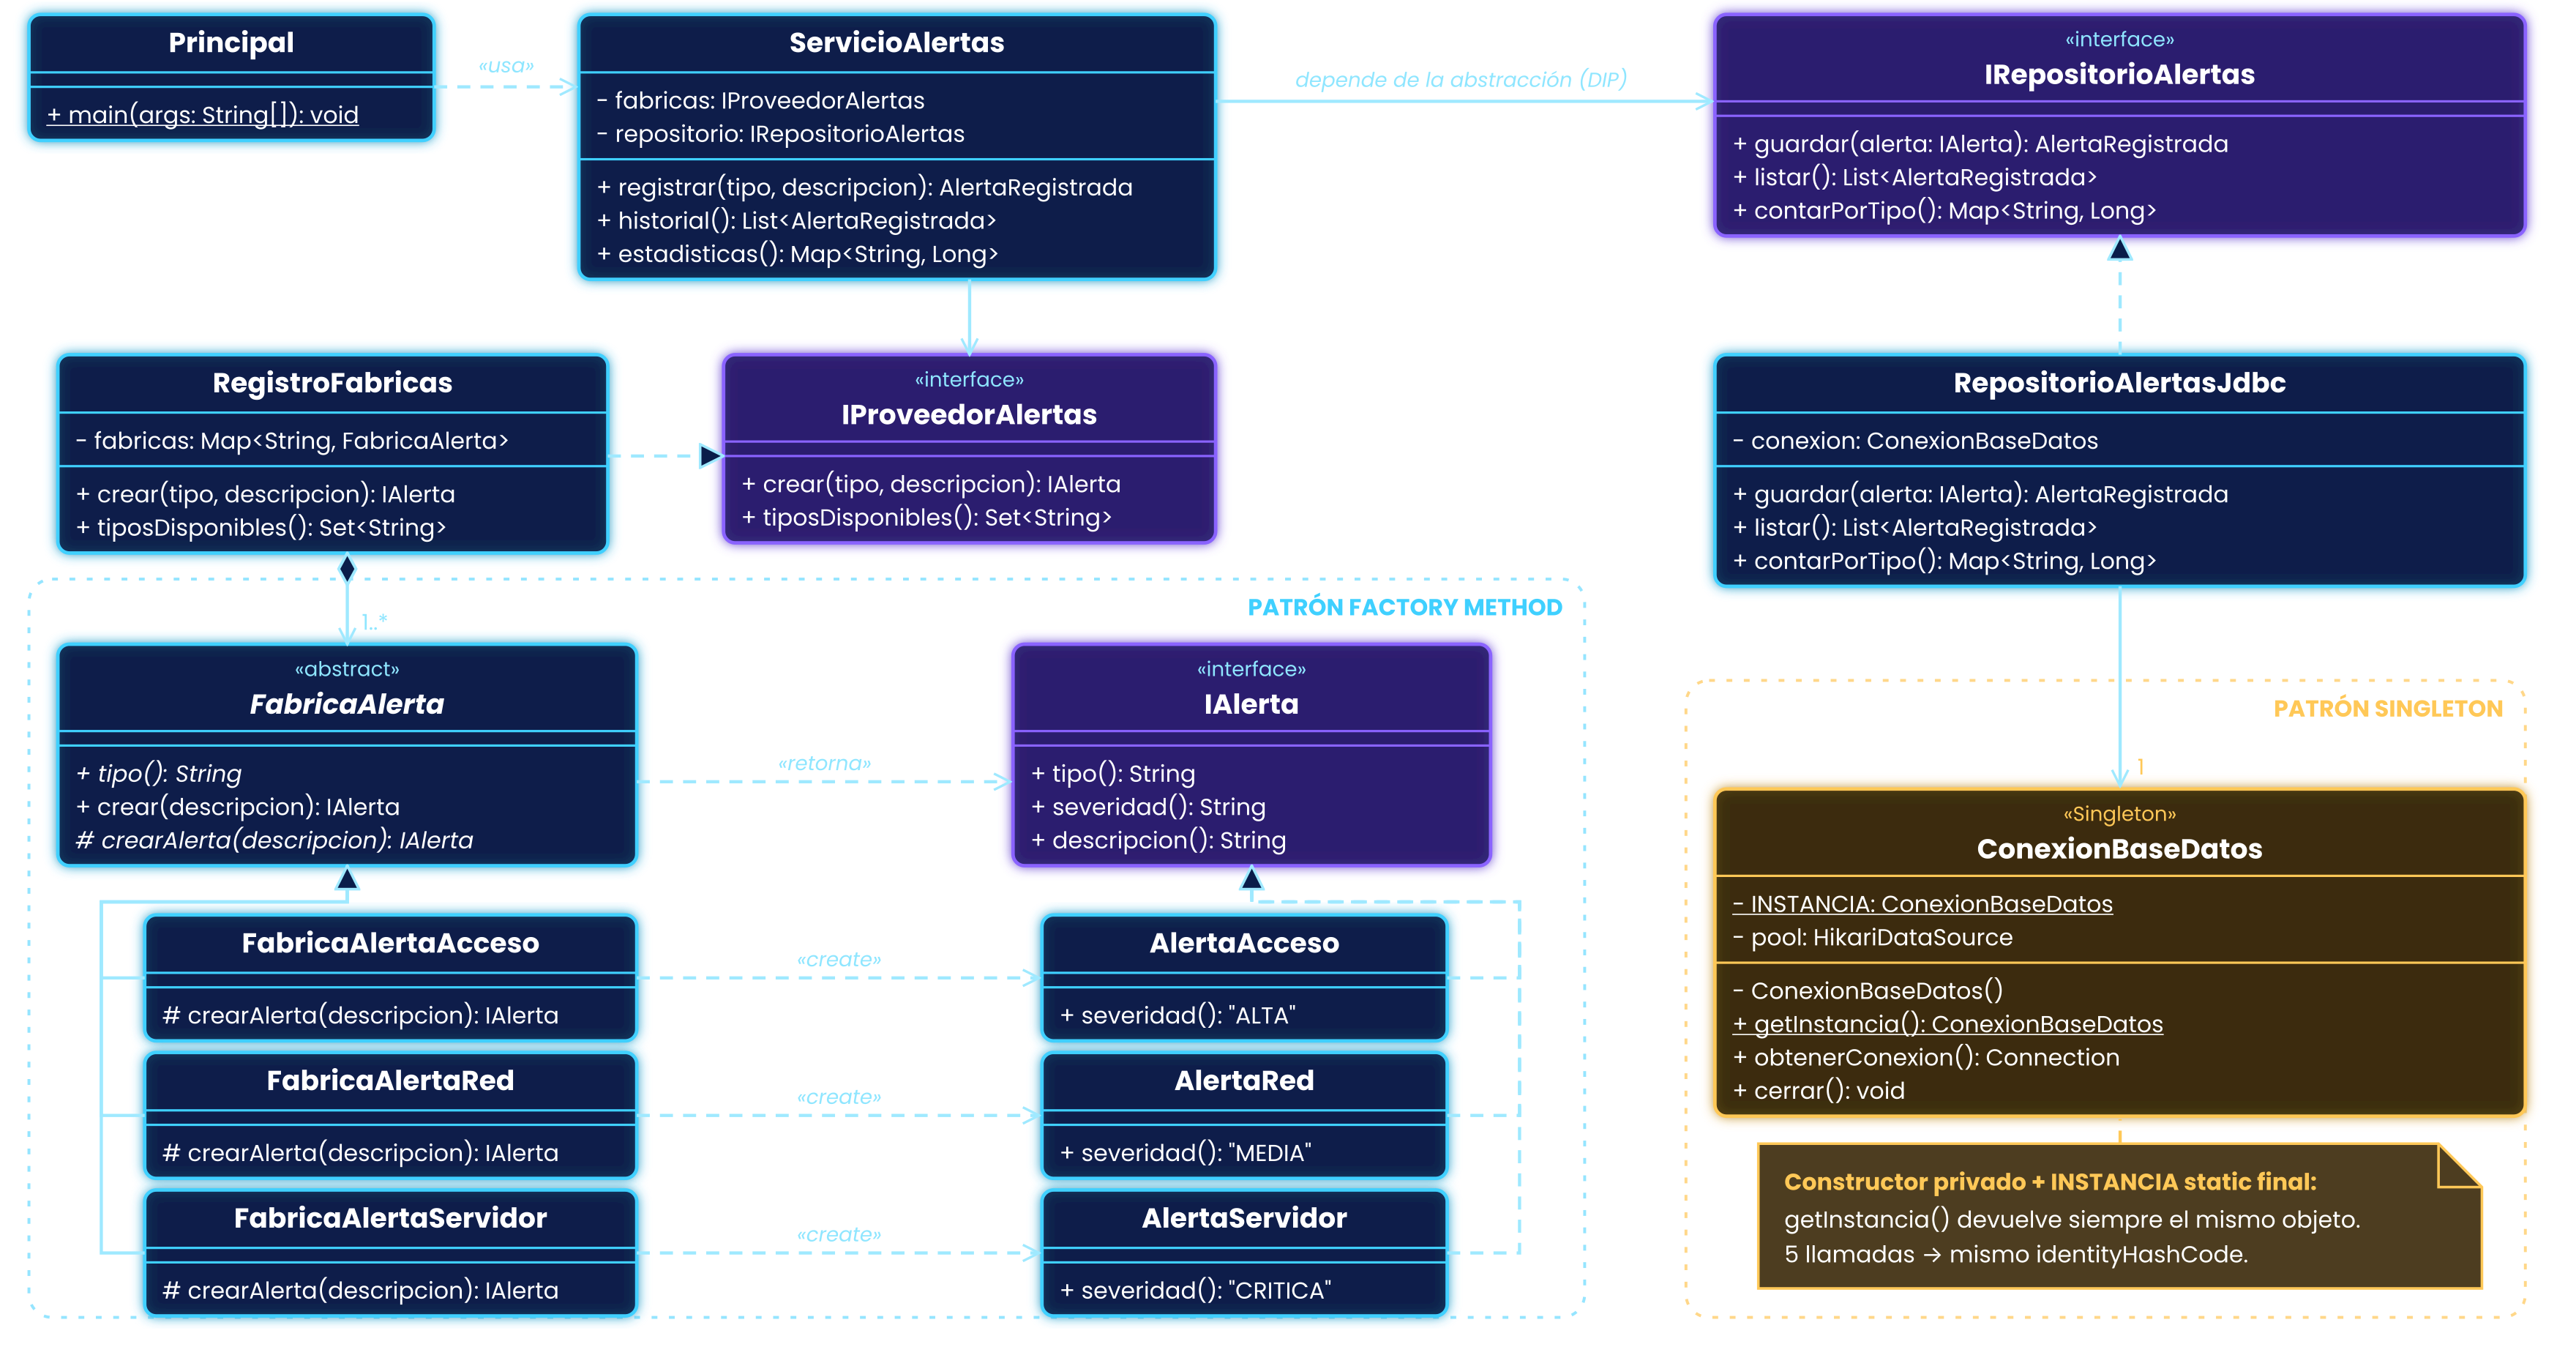 Principal
+ main(args: String[]): void
«usa»
ServicioAlertas
- fabricas: IProveedorAlertas
- repositorio: IRepositorioAlertas
+ registrar(tipo, descripcion): AlertaRegistrada
+ historial(): List<AlertaRegistrada>
+ estadisticas(): Map<String, Long>
depende de la abstracción (DIP)
«interface»
IRepositorioAlertas
+ guardar(alerta: IAlerta): AlertaRegistrada
+ listar(): List<AlertaRegistrada>
+ contarPorTipo(): Map<String, Long>
RegistroFabricas
- fabricas: Map<String, FabricaAlerta>
+ crear(tipo, descripcion): IAlerta
+ tiposDisponibles(): Set<String>
«interface»
IProveedorAlertas
+ crear(tipo, descripcion): IAlerta
+ tiposDisponibles(): Set<String>
RepositorioAlertasJdbc
- conexion: ConexionBaseDatos
+ guardar(alerta: IAlerta): AlertaRegistrada
+ listar(): List<AlertaRegistrada>
+ contarPorTipo(): Map<String, Long>
PATRÓN FACTORY METHOD
1..*
«abstract»
FabricaAlerta
+ tipo(): String
+ crear(descripcion): IAlerta
# crearAlerta(descripcion): IAlerta
«retorna»
«interface»
IAlerta
+ tipo(): String
+ severidad(): String
+ descripcion(): String
FabricaAlertaAcceso
# crearAlerta(descripcion): IAlerta
«create»
AlertaAcceso
+ severidad(): "ALTA"
FabricaAlertaRed
# crearAlerta(descripcion): IAlerta
«create»
AlertaRed
+ severidad(): "MEDIA"
FabricaAlertaServidor
# crearAlerta(descripcion): IAlerta
«create»
AlertaServidor
+ severidad(): "CRITICA"
PATRÓN SINGLETON
1
«Singleton»
ConexionBaseDatos
- INSTANCIA: ConexionBaseDatos
- pool: HikariDataSource
- ConexionBaseDatos()
+ getInstancia(): ConexionBaseDatos
+ obtenerConexion(): Connection
+ cerrar(): void
Constructor privado + INSTANCIA static final:
getInstancia() devuelve siempre el mismo objeto.
5 llamadas → mismo identityHashCode.